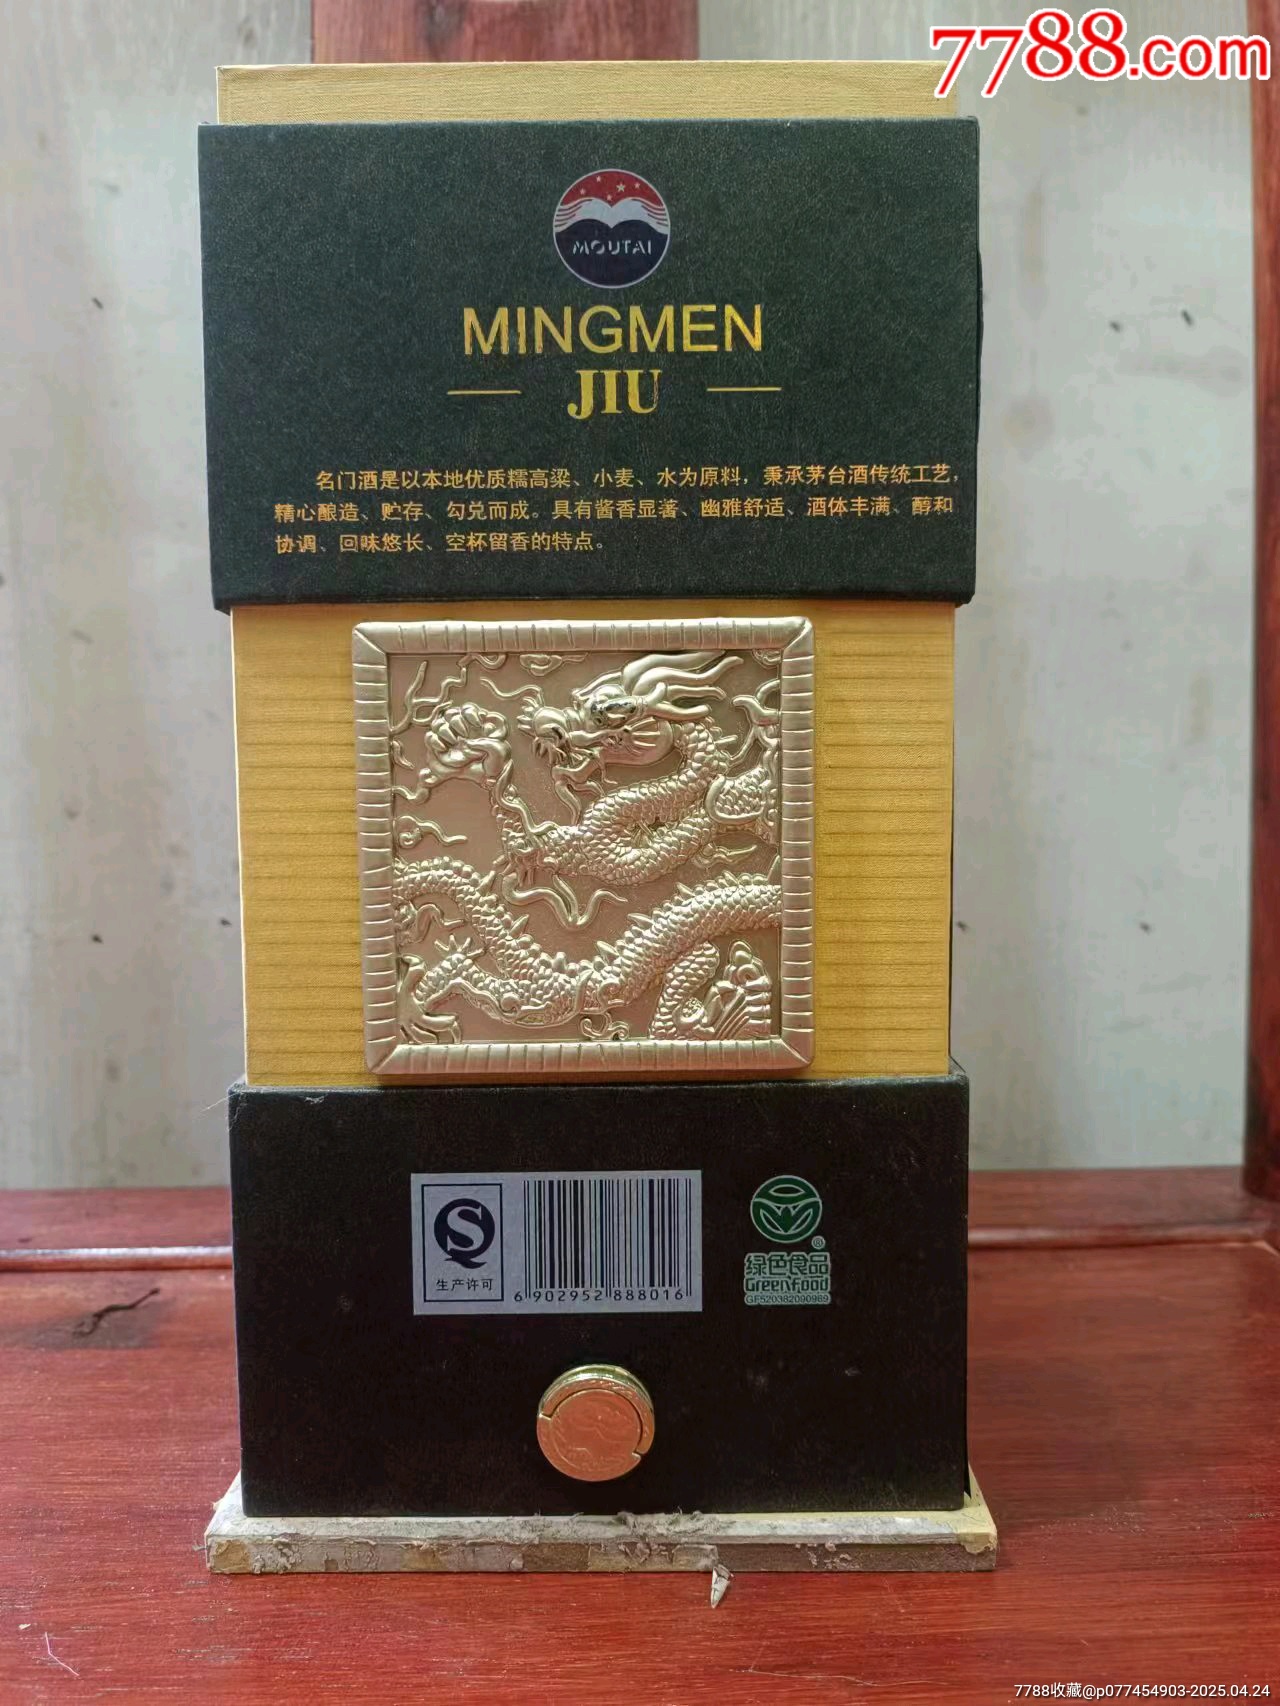 7788.com
MOUTAI
MINGMEN
JIU
名门酒是以本地优质糯高粱、小麦、水为原料，秉承茅台酒传统工艺，
精心酿造、贮存、勾兑而成。具有酱香显著、幽雅舒适、酒体丰满、醇和
协调、回味悠长、空杯留香的特点。
生产许可
6 902952 888016
绿色食品
GreenFood
GF520382090969
7788收藏@p077454903-2025.04.24